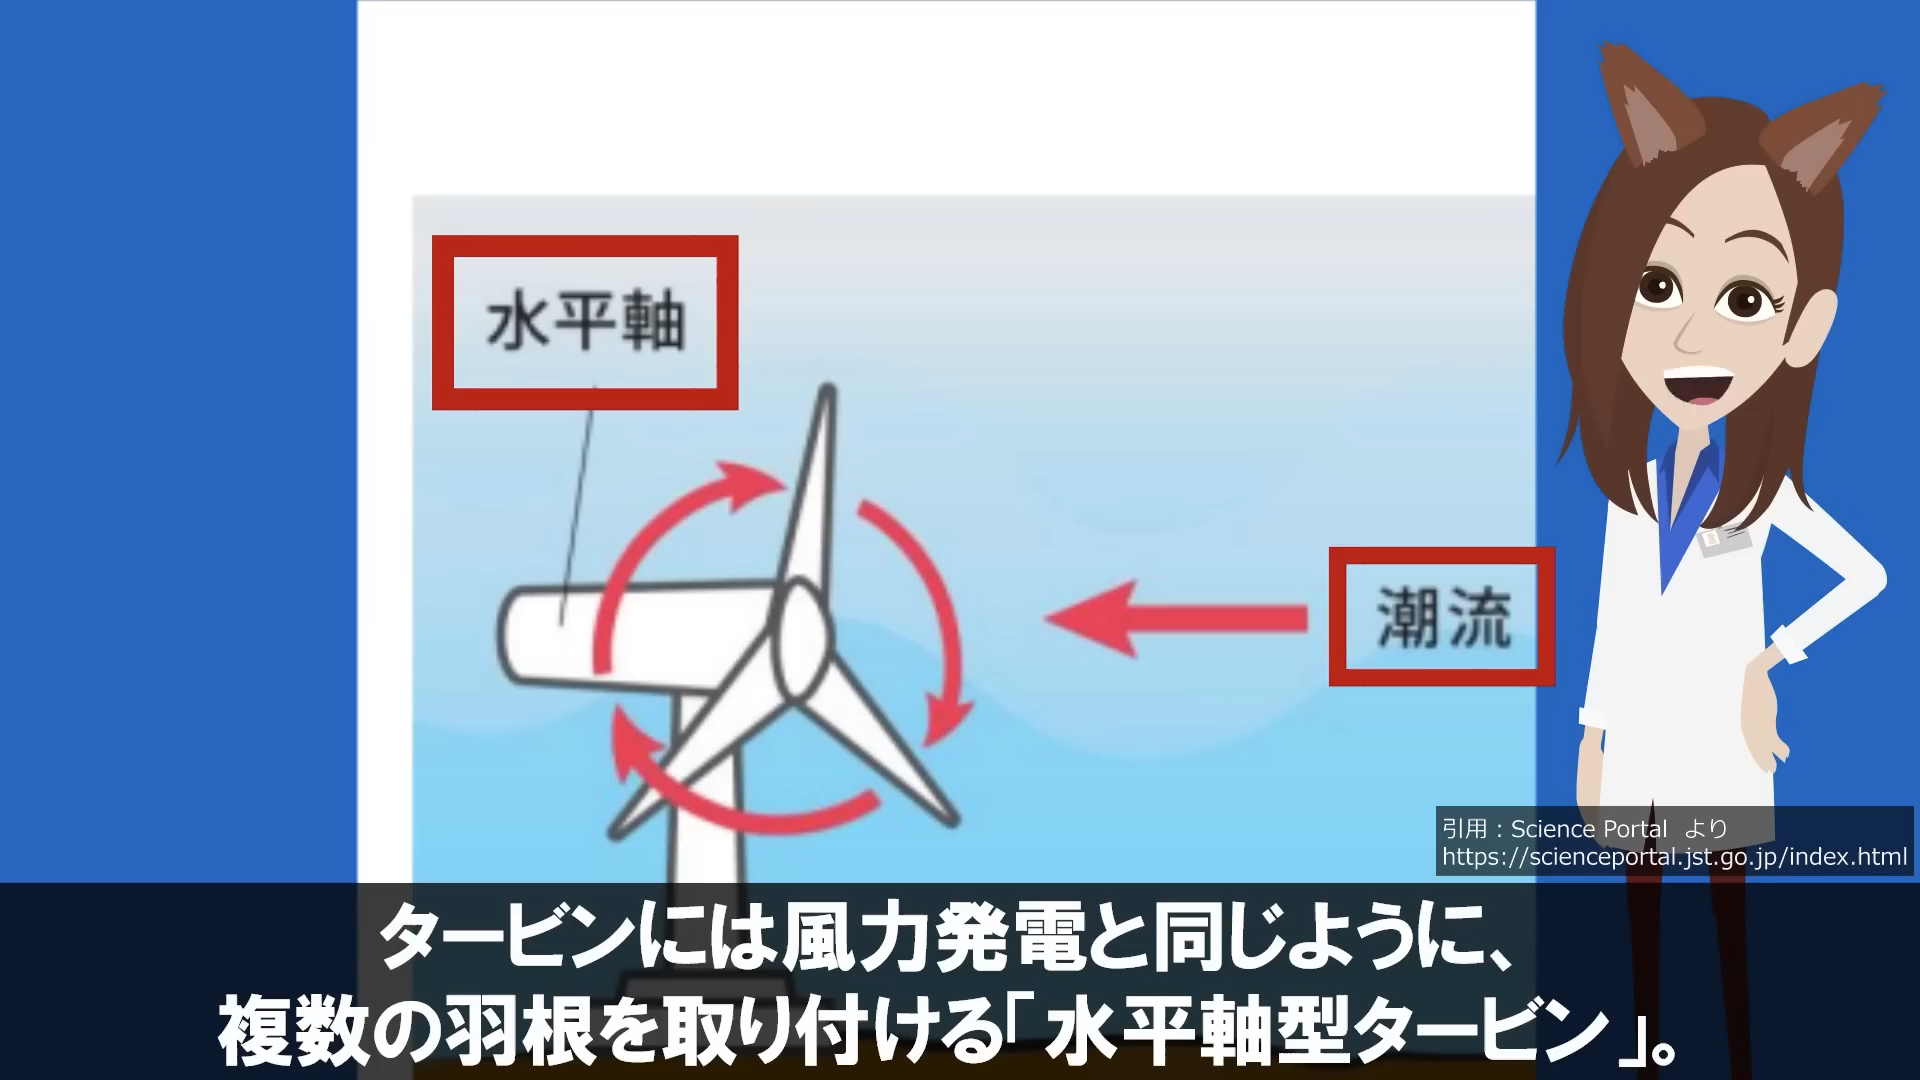 水平軸
潮流
引用：Science Portal より
https://scienceportal.jst.go.jp/index.html
タービンには風力発電と同じように、
複数の羽根を取り付ける「水平軸型タービン」。